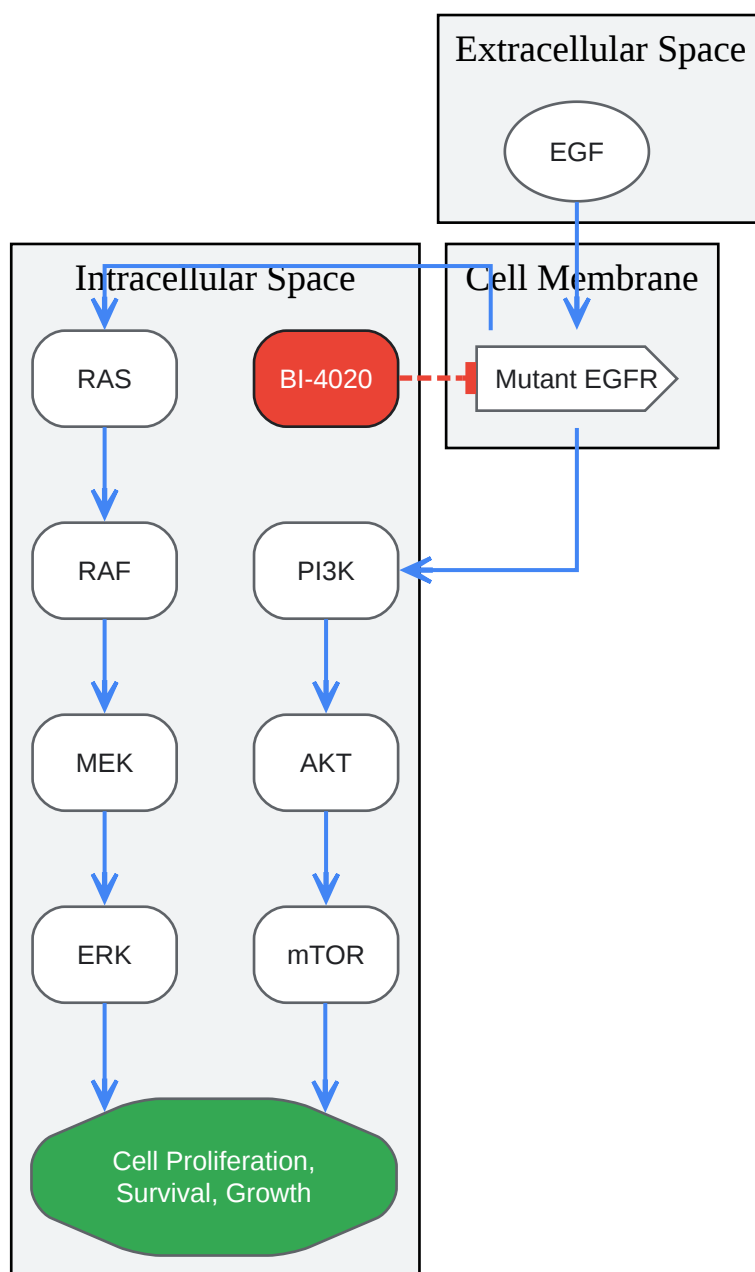 Extracellular Space
EGF
Intracellular Space
Cell Membrane
RAS
BI-4020
Mutant EGFR
RAF
PI3K
MEK
AKT
ERK
mTOR
Cell Proliferation,
Survival, Growth